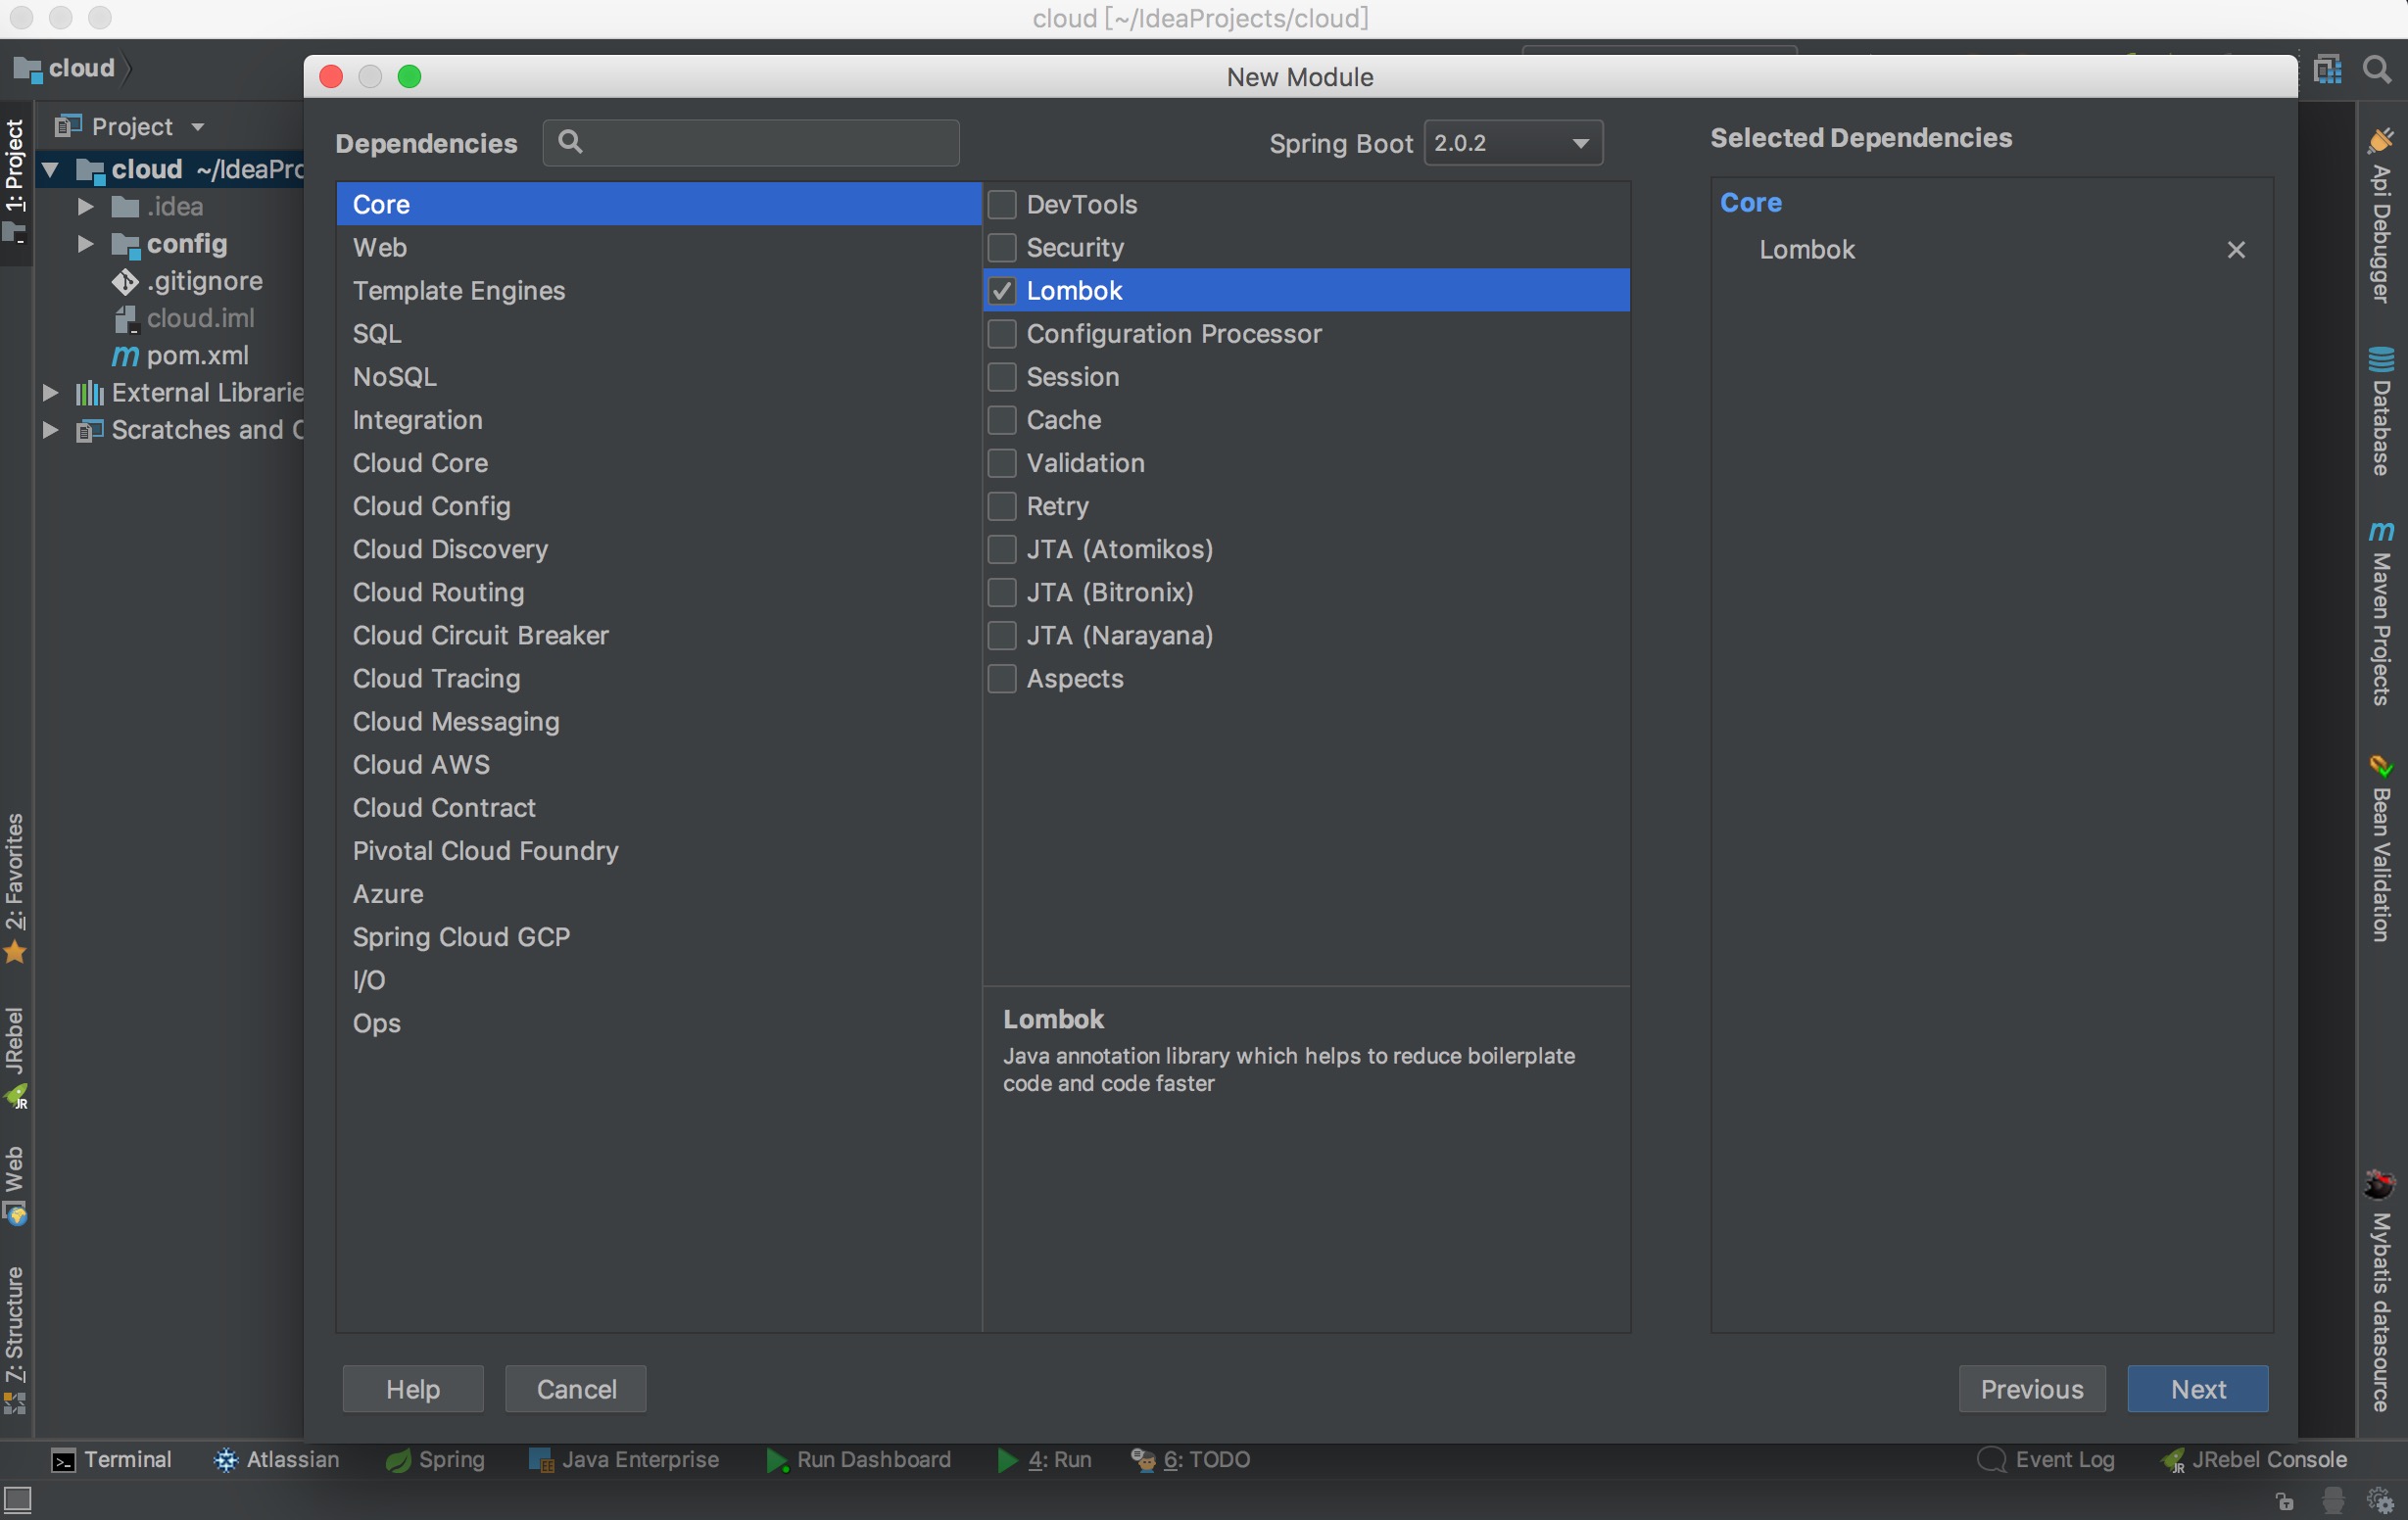 cloud [~/IdeaProjects/cloud]
cloud
New Module
1: Project
Project
cloud ~/IdeaPro
.idea
config
.gitignore
cloud.iml
pom.xml
External Librarie
Scratches and C
2: Favorites
JRebel
JR
Web
7: Structure
Dependencies
Spring Boot 2.0.2
Selected Dependencies
Core
Web
Template Engines
SQL
NoSQL
Integration
Cloud Core
Cloud Config
Cloud Discovery
Cloud Routing
Cloud Circuit Breaker
Cloud Tracing
Cloud Messaging
Cloud AWS
Cloud Contract
Pivotal Cloud Foundry
Azure
Spring Cloud GCP
I/O
Ops
DevTools
Security
Lombok
Configuration Processor
Session
Cache
Validation
Retry
JTA (Atomikos)
JTA (Bitronix)
JTA (Narayana)
Aspects
Lombok
Java annotation library which helps to reduce boilerplate
code and code faster
Core
Lombok
Help
Cancel
Previous
Next
Api Debugger
Database
m
Maven Projects
Bean Validation
Mybatis datasource
Terminal
Atlassian
Spring
Java Enterprise
Run Dashboard
4: Run
6: TODO
Event Log
JR
JRebel Console